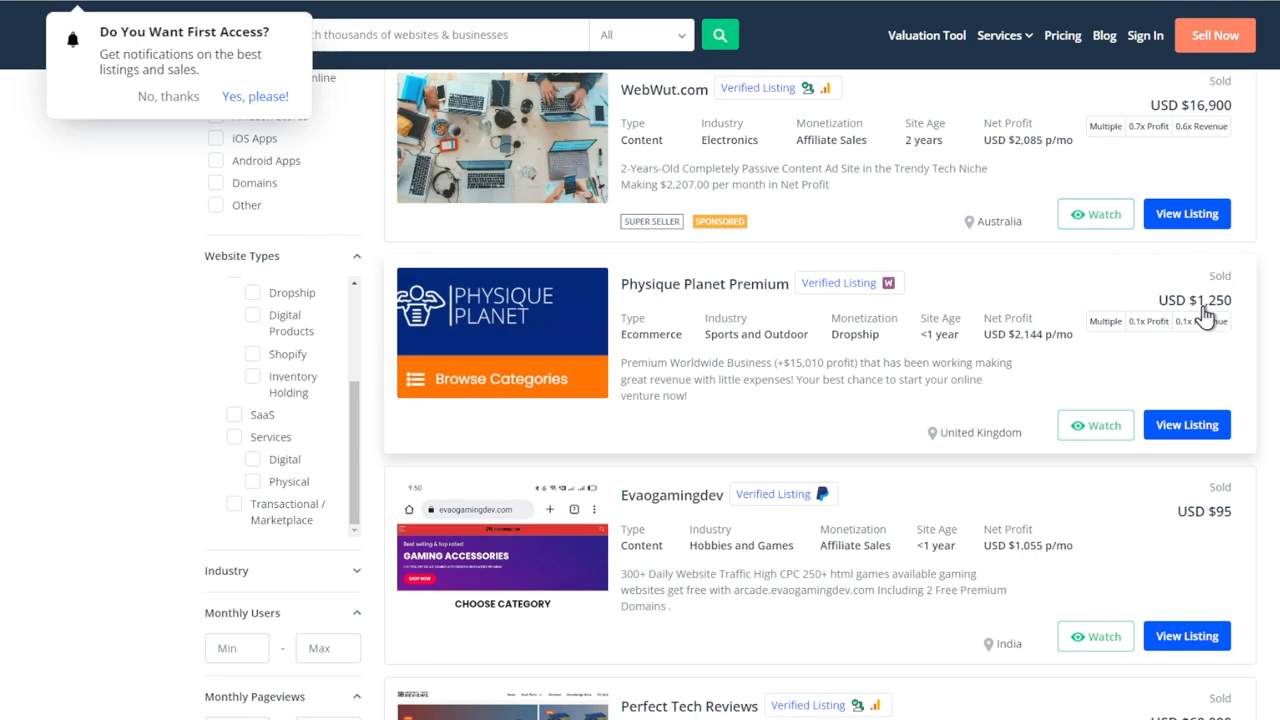 Do You Want First Access?
Get notifications on the best
listings and sales.
No, thanks
Yes, please!
thousands of websites & businesses
All
Valuation Tool
Services
Pricing
Blog
Sign In
Sell Now
iOS Apps
Android Apps
Domains
Other
Website Types
Dropship
Digital
Products
Shopify
Inventory
Holding
SaaS
Services
Digital
Physical
Transactional /
Marketplace
Industry
Monthly Users
Min - Max
Monthly Pageviews
WebWut.com Verified Listing
Sold
USD $16,900
Multiple 0.7x Profit 0.6x Revenue
Type Industry Monetization Site Age Net Profit
Content Electronics Affiliate Sales 2 years USD $2,085 p/mo
2-Years-Old Completely Passive Content Ad Site in the Trendy Tech Niche
Making $2,207.00 per month in Net Profit
SUPER SELLER SPONSORED
Australia
Watch View Listing
PHYSIQUE
PLANET
Browse Categories
Physique Planet Premium Verified Listing
Sold
USD $1,250
Multiple 0.1x Profit 0.1x
Type Industry Monetization Site Age Net Profit
Ecommerce Sports and Outdoor Dropship <1 year USD $2,144 p/mo
Premium Worldwide Business (+$15,010 profit) that has been working making
great revenue with little expenses! Your best chance to start your online
venture now!
United Kingdom
Watch View Listing
9:50
evaogamingdev.com
Best selling & top rated
GAMING ACCESSORIES
SHOP NOW
CHOOSE CATEGORY
Evaogamingdev Verified Listing
Sold
USD $95
Type Industry Monetization Site Age Net Profit
Content Hobbies and Games Affiliate Sales <1 year USD $1,055 p/mo
300+ Daily Website Traffic High CPC 250+ html games available gaming
websites get free with arcade.evaogamingdev.com Including 2 Free Premium
Domains .
India
Watch View Listing
Perfect Tech Reviews Verified Listing
Sold